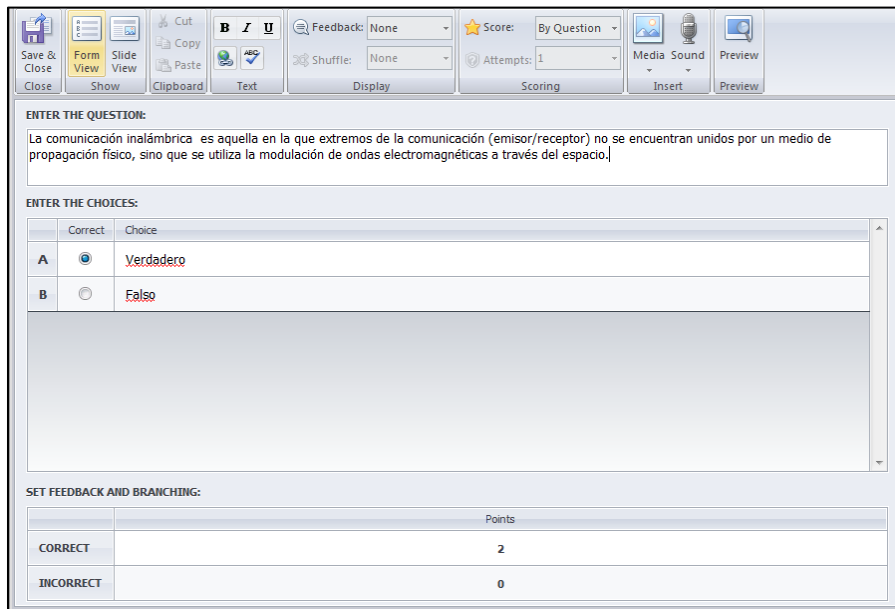 Save & Close
Form View
Slide View
Cut
Copy
Paste
B I U
ABC
Feedback: None
Shuffle: None
Score: By Question
Attempts: 1
Media
Sound
Preview
Close
Show
Clipboard
Text
Display
Scoring
Insert
Preview
ENTER THE QUESTION:
La comunicación inalámbrica es aquella en la que extremos de la comunicación (emisor/receptor) no se encuentran unidos por un medio de
propagación físico, sino que se utiliza la modulación de ondas electromagnéticas a través del espacio.
ENTER THE CHOICES:
Correct Choice
A Verdadero
B Falso
SET FEEDBACK AND BRANCHING:
Points
CORRECT 2
INCORRECT 0